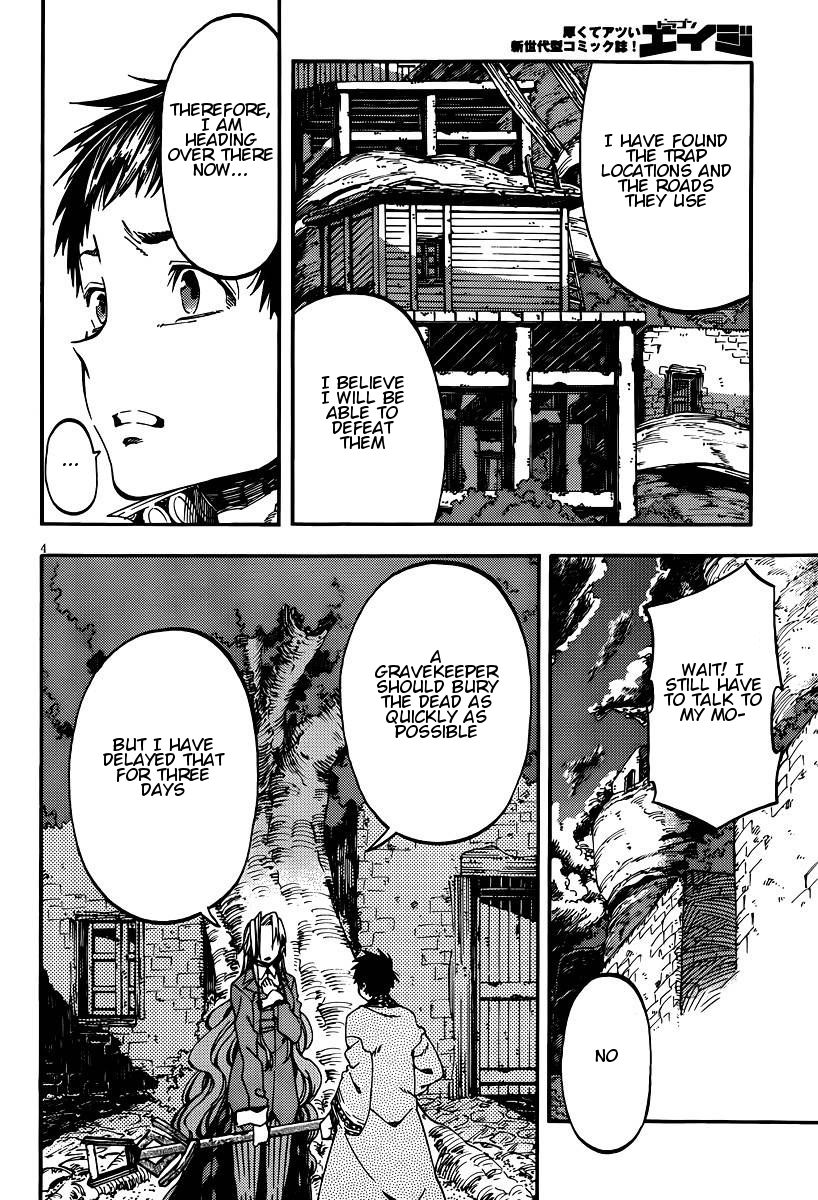 厚くてアツい
新世代型コミック誌！
ドラゴン
エイジ
I HAVE FOUND
THE TRAP
LOCATIONS AND
THE ROADS
THEY USE
I BELIEVE
I WILL BE
ABLE TO
DEFEAT
THEM
THEREFORE,
I AM
HEADING
OVER THERE
NOW...
...
4
WAIT! I
STILL HAVE
TO TALK TO
MY MO-
NO
A
GRAVEKEEPER
SHOULD BURY
THE DEAD AS
QUICKLY AS
POSSIBLE
BUT I HAVE
DELAYED THAT
FOR THREE
DAYS